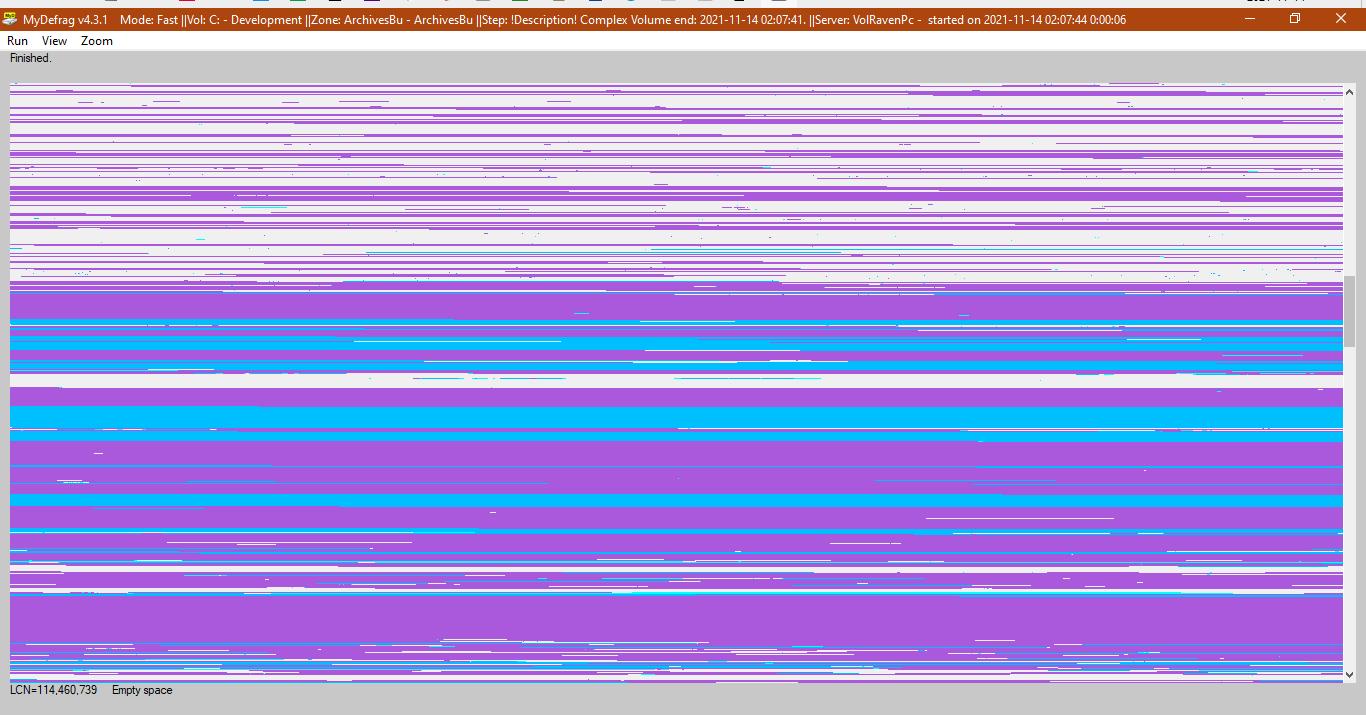 MyDefrag v4.3.1 Mode: Fast ||Vol: C: - Development ||Zone: ArchivesBu - ArchivesBu ||Step: !Description! Complex Volume end: 2021-11-14 02:07:41. ||Server: VolRavenPc - started on 2021-11-14 02:07:44 0:00:06
Run View Zoom
Finished.
LCN=114,460,739 Empty space